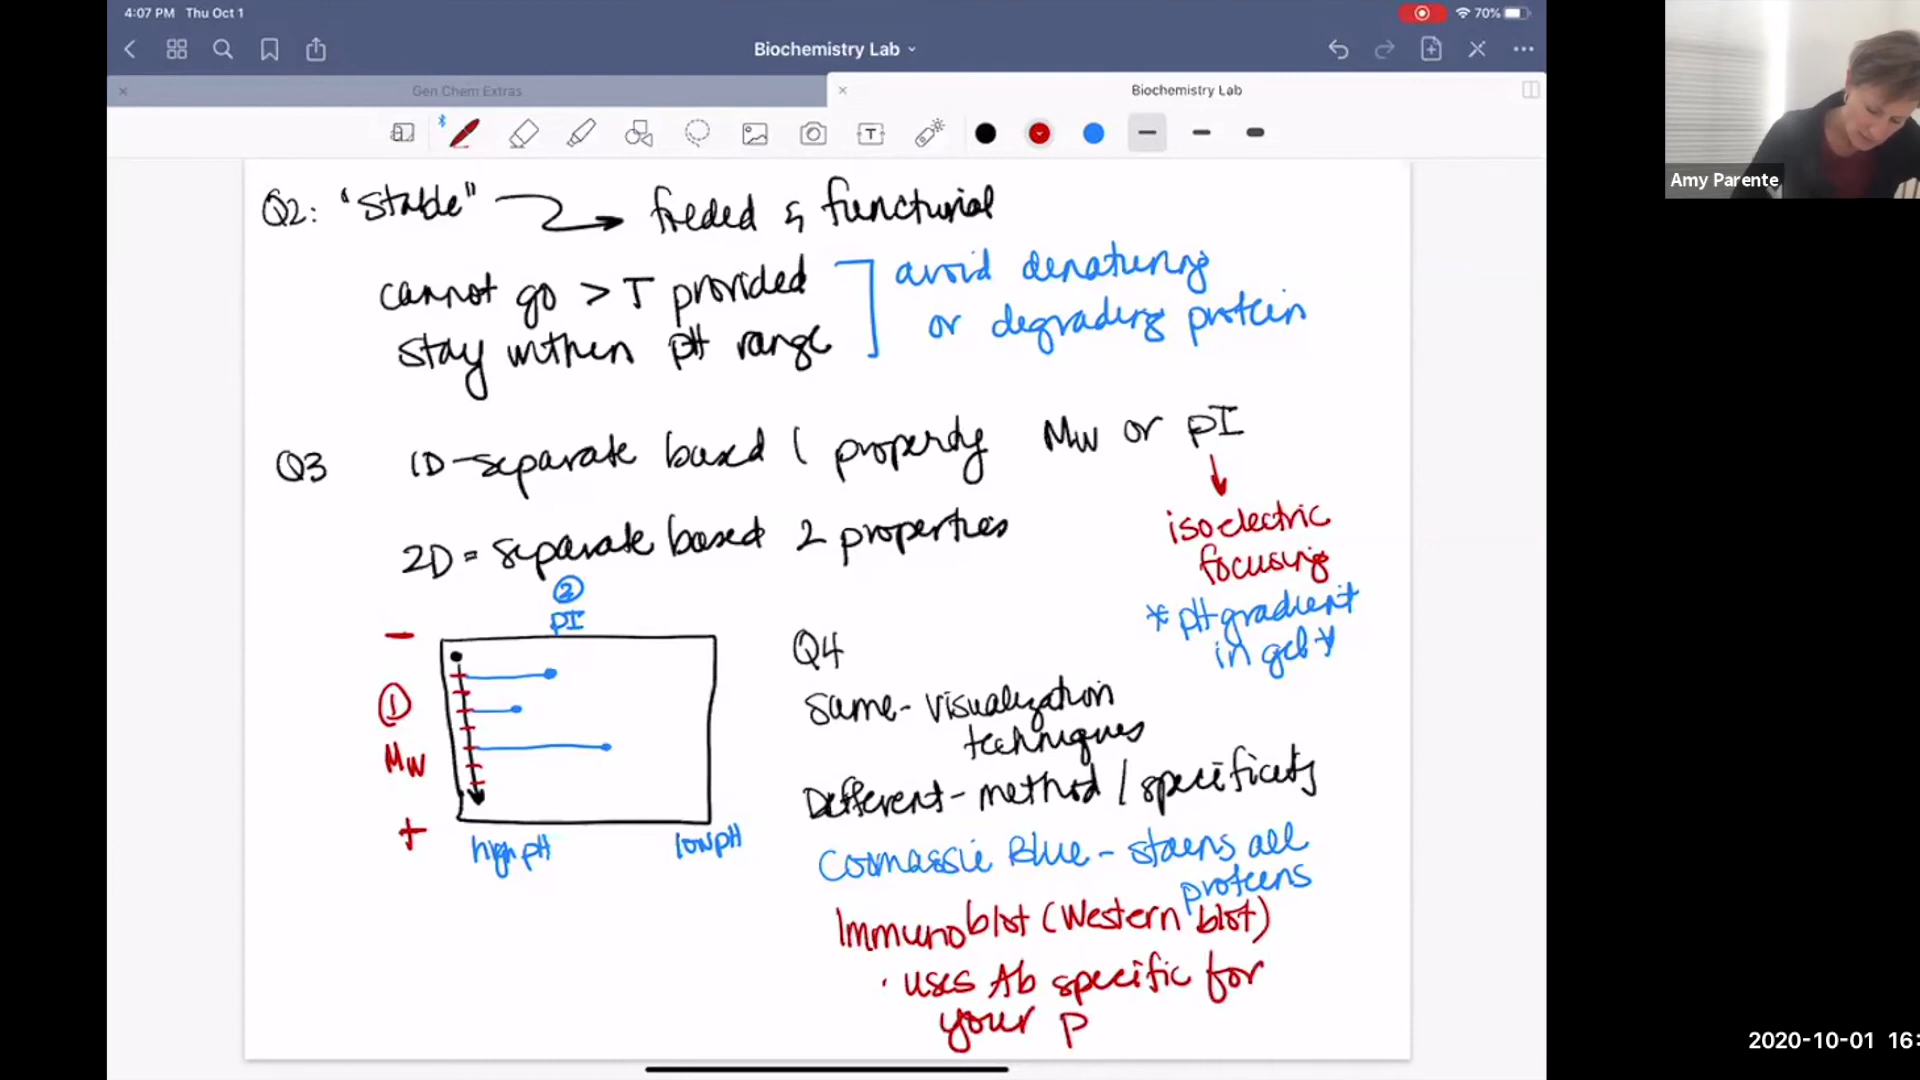 4:07 PM Thu Oct 1
70%
Biochemistry Lab
Gen Chem Extras
Biochemistry Lab
Amy Parente
Q2: "stable" → folded & functional
cannot go > T provided
stay within pH range
avoid denaturing
or degrading protein
Q3 1D-separate based 1 property MW or pI
isoelectric
focusing
* pH gradient
in gel *
2D = separate based 2 properties
②
pI
−
①
MW
+
high pH
low pH
Q4
Same- visualization
techniques
Different- method / specificity
Coomassie Blue - stains all
proteins
Immunoblot (Western blot)
· uses Ab specific for
your p
2020-10-01 16: